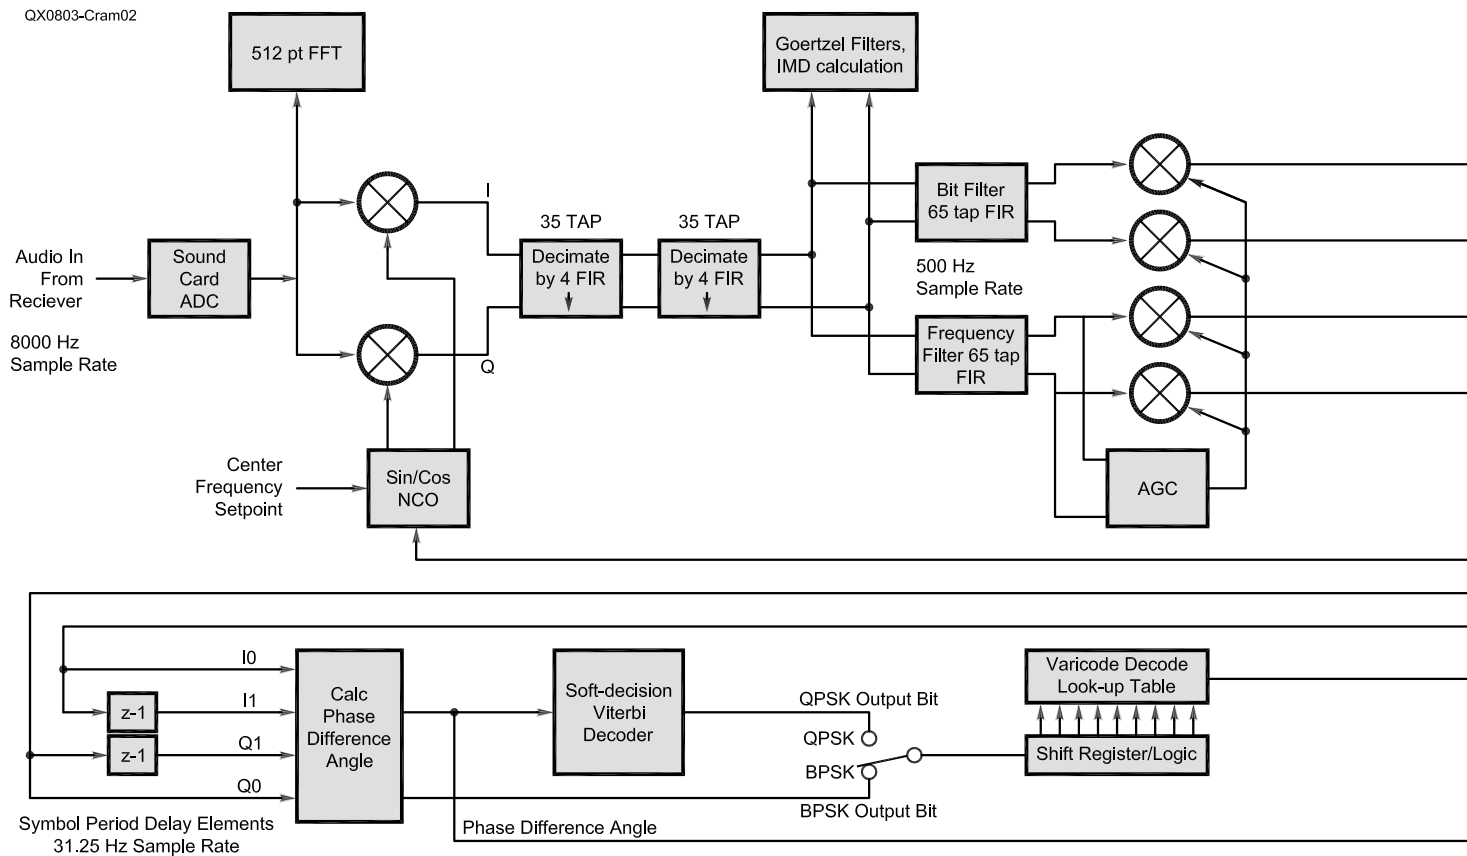 QX0803-Cram02
512 pt FFT
Goertzel Filters,
IMD calculation
I
35 TAP
35 TAP
Bit Filter
65 tap FIR
Audio In
From
Reciever
Sound
Card
ADC
Decimate
by 4 FIR
Decimate
by 4 FIR
500 Hz
Sample Rate
8000 Hz
Sample Rate
Q
Frequency
Filter 65 tap
FIR
Center
Frequency
Setpoint
Sin/Cos
NCO
AGC
I0
I1
Q1
Q0
z-1
z-1
Calc
Phase
Difference
Angle
Soft-decision
Viterbi
Decoder
QPSK Output Bit
QPSK
BPSK
BPSK Output Bit
Varicode Decode
Look-up Table
Shift Register/Logic
Symbol Period Delay Elements
31.25 Hz Sample Rate
Phase Difference Angle